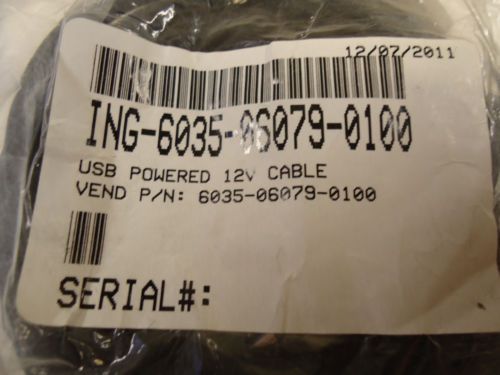 12/07/2011
ING-6035-06079-0100
USB POWERED 12V CABLE
VEND P/N: 6035-06079-0100
SERIAL#: